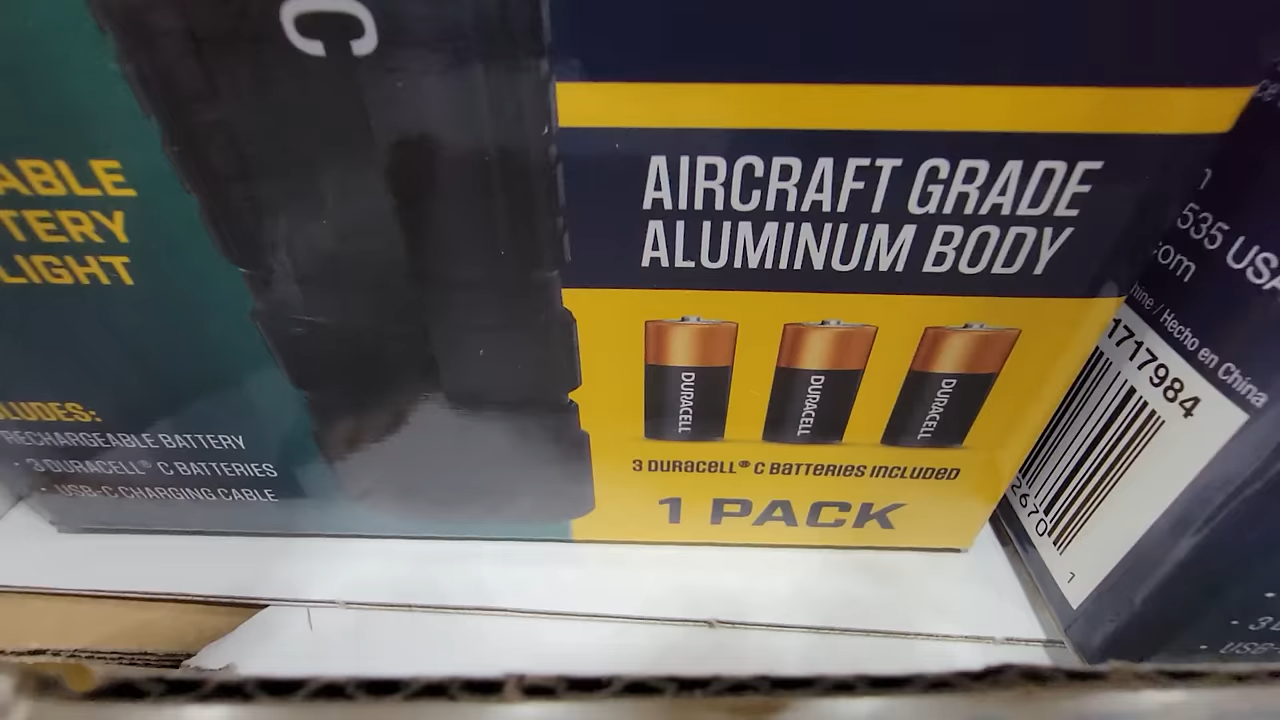 C
ABLE
TERY
LIGHT
LUDES:
RECHARGEABLE BATTERY
• 3 DURACELL® C BATTERIES
• USB-C CHARGING CABLE
AIRCRAFT GRADE
ALUMINUM BODY
DURACELL
DURACELL
DURACELL
3 DURACELL® C BATTERIES INCLUDED
1 PACK
535 USA
.com
hine / Hecho en China
1717984
2670
1